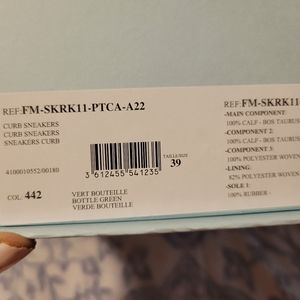 REF:FM-SKRK11-PTCA-A22
CURB SNEAKERS
CURB SNEAKERS
SNEAKERS CURB
4100010552/00180
TAILLE/SIZE
39
3 612455 541235
COL: 442
VERT BOUTEILLE
BOTTLE GREEN
VERDE BOUTEILLE
REF:FM-SKRK11-
-MAIN COMPONENT
100% CALF - BOS TAURUS
-COMPONENT 2:
100% CALF - BOS TAURUS
-COMPONENT 3:
100% POLYESTER WOVEN
-LINING:
82% POLYESTER WOVEN
-SOLE 1:
100% RUBBER -